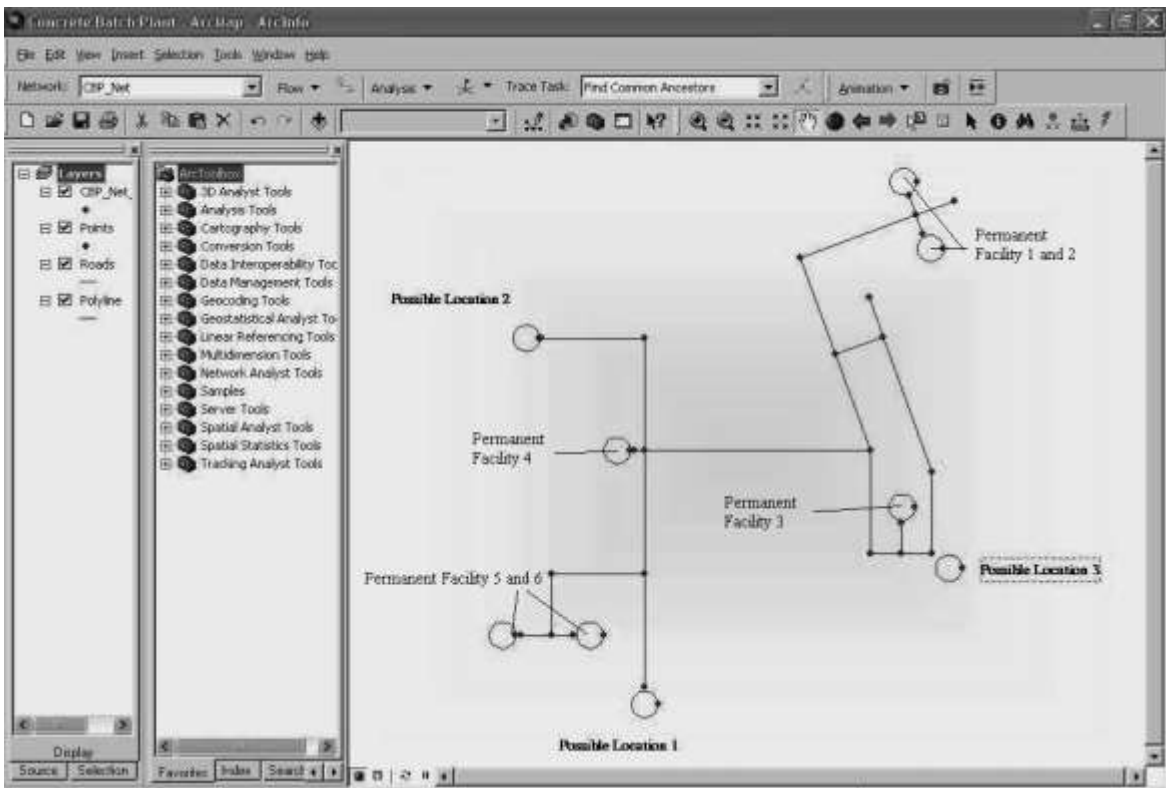 Concrete Batch Plant - ArcMap - ArcInfo
File Edit View Insert Selection Tools Window Help
Network: CBP_Net Flow Analysis Trace Task: Find Common Ancestors Animation
Layers
CBP_Net_
Points
Roads
Polyline
ArcToolbox
3D Analyst Tools
Analysis Tools
Cartography Tools
Conversion Tools
Data Interoperability Toc
Data Management Tools
Geocoding Tools
Geostatistical Analyst To
Linear Referencing Tools
Multidimension Tools
Network Analyst Tools
Samples
Server Tools
Spatial Analyst Tools
Spatial Statistics Tools
Tracking Analyst Tools
Permanent
Facility 1 and 2
Possible Location 2
Permanent
Facility 4
Permanent
Facility 3
Possible Location 3
Permanent Facility 5 and 6
Possible Location 1
Display
Source Selection
Favorites Index Search